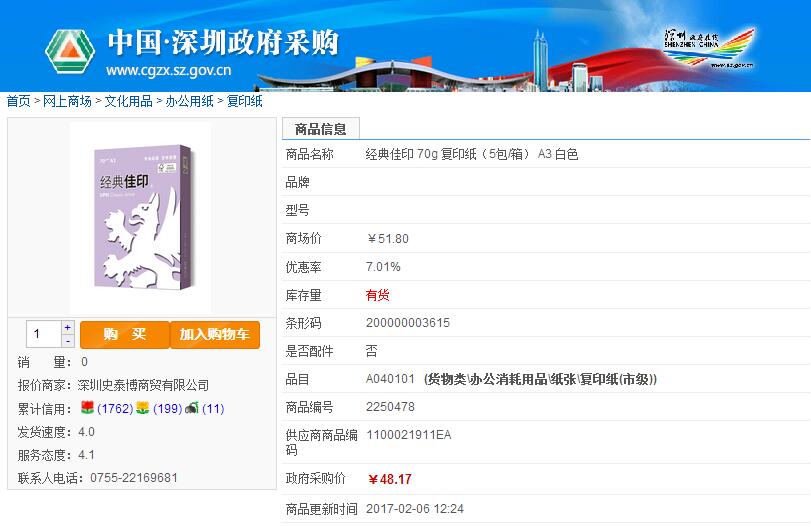 中国·深圳政府采购
www.cgzx.sz.gov.cn
深圳政府在线
SHENZHEN CHINA
www.sz.gov.cn
首页 > 网上商场 > 文化用品 > 办公用纸 > 复印纸
70 A3
经典佳印
1
+
-
购 买
加入购物车
销 量： 0
报价商家： 深圳史泰博商贸有限公司
累计信用： (1762) (199) (11)
发货速度： 4.0
服务态度： 4.1
联系人电话： 0755-22169681
商品信息
商品名称 经典佳印 70g 复印纸（5包/箱） A3 白色
品牌
型号
商场价 ￥51.80
优惠率 7.01%
库存量 有货
条形码 200000003615
是否配件 否
品目 A040101 (货物类\办公消耗用品\纸张\复印纸(市级))
商品编号 2250478
供应商商品编码 1100021911EA
政府采购价 ￥48.17
商品更新时间 2017-02-06 12:24